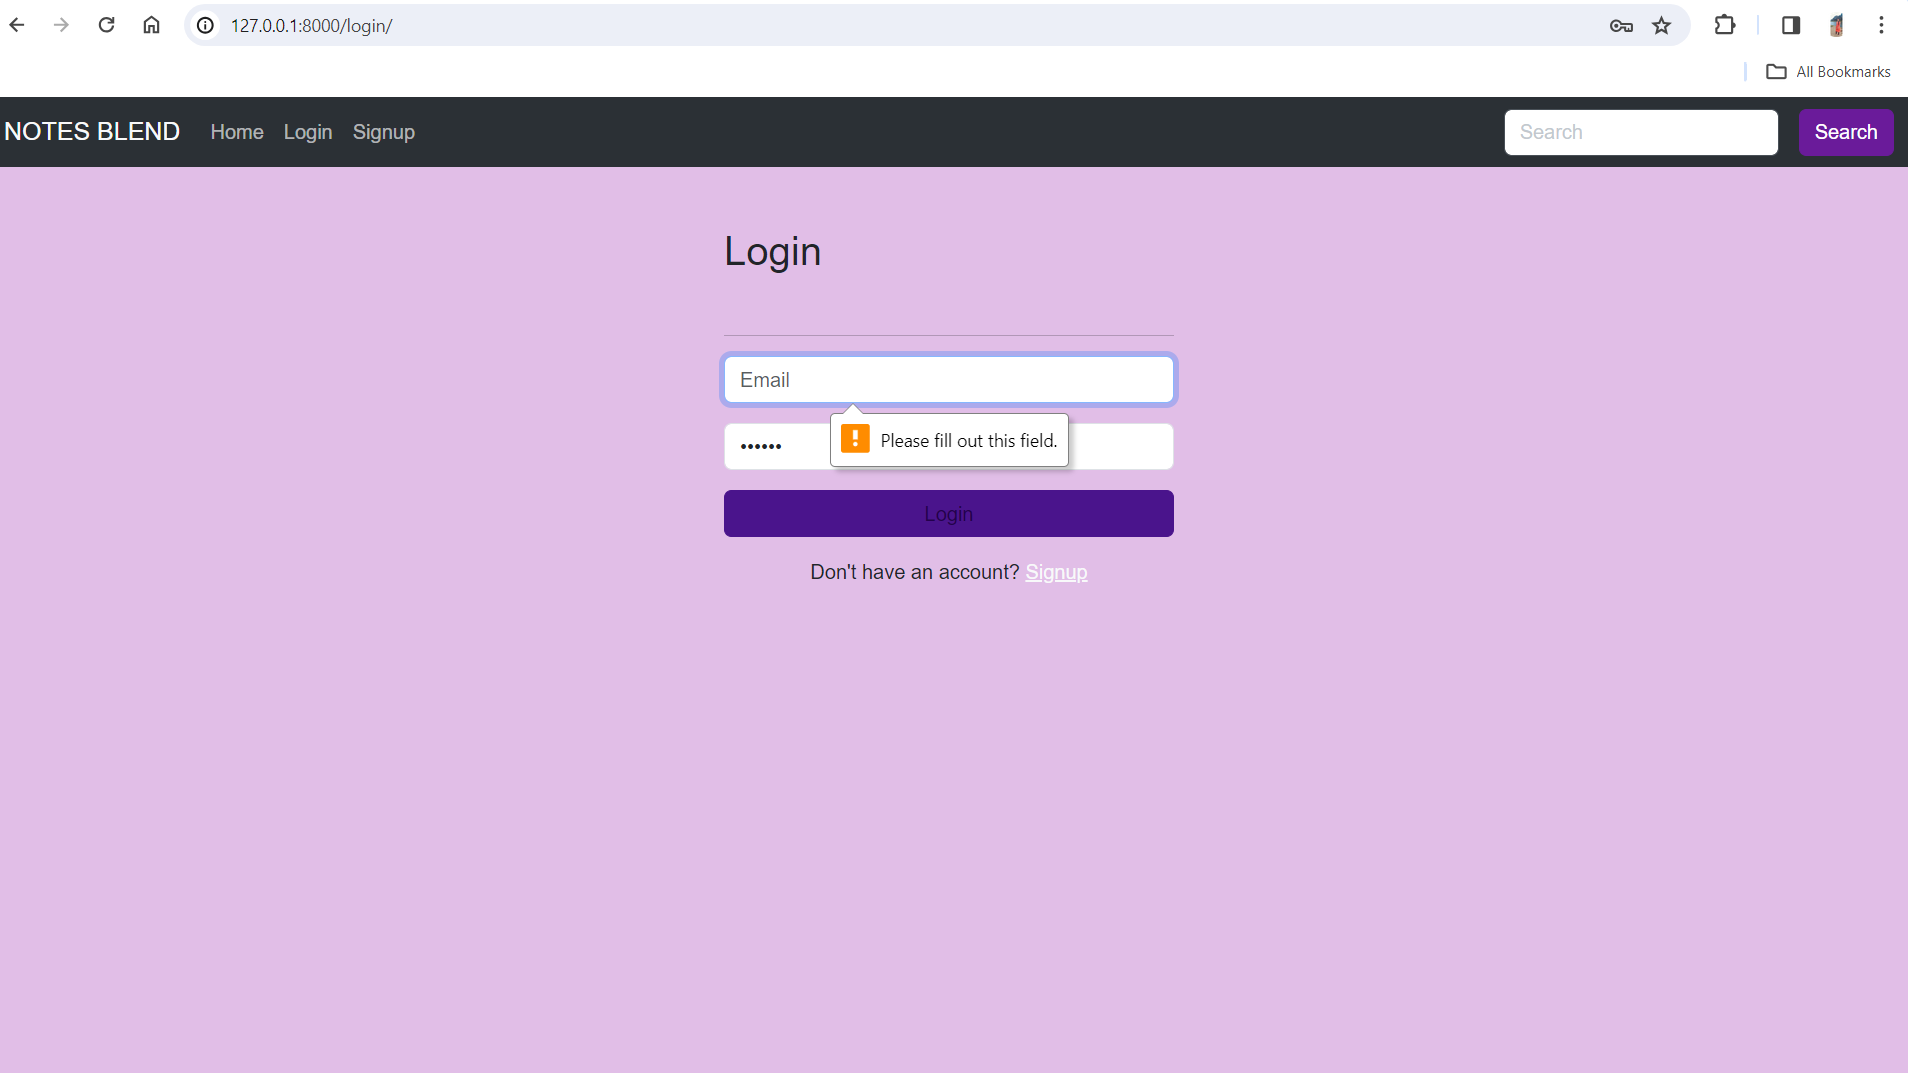 127.0.0.1:8000/login/
All Bookmarks
NOTES BLEND Home Login Signup Search Search
Login
Email
Please fill out this field.
••••••
Login
Don't have an account? Signup